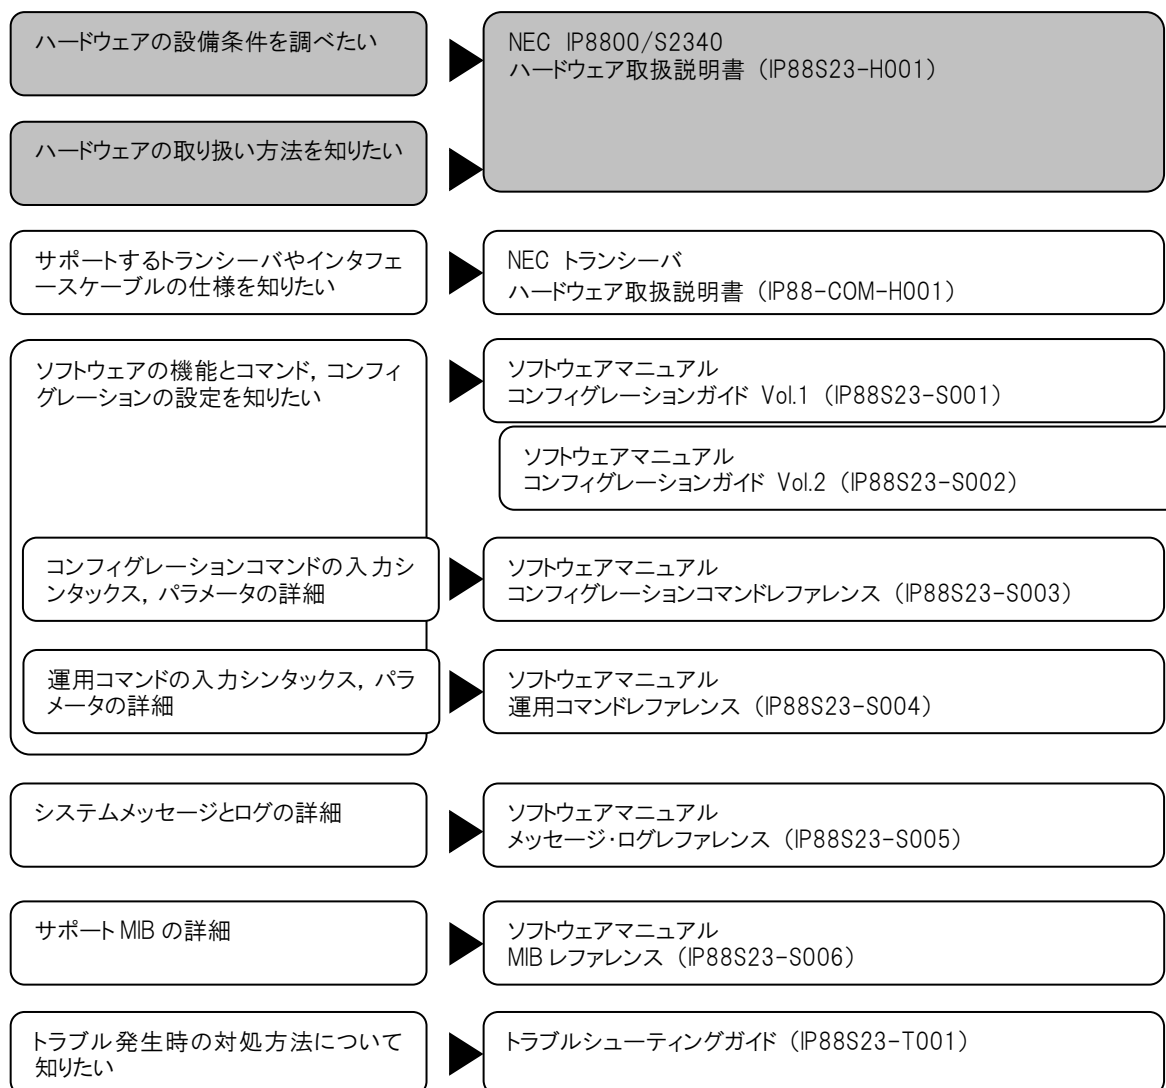 ハードウェアの設備条件を調べたい
NEC IP8800/S2340
ハードウェア取扱説明書 (IP88S23-H001)
ハードウェアの取り扱い方法を知りたい
サポートするトランシーバやインタフェ
ースケーブルの仕様を知りたい
NEC トランシーバ
ハードウェア取扱説明書 (IP88-COM-H001)
ソフトウェアの機能とコマンド, コンフィ
グレーションの設定を知りたい
ソフトウェアマニュアル
コンフィグレーションガイド Vol.1 (IP88S23-S001)
ソフトウェアマニュアル
コンフィグレーションガイド Vol.2 (IP88S23-S002)
コンフィグレーションコマンドの入力シ
ンタックス, パラメータの詳細
ソフトウェアマニュアル
コンフィグレーションコマンドレファレンス (IP88S23-S003)
運用コマンドの入力シンタックス, パラ
メータの詳細
ソフトウェアマニュアル
運用コマンドレファレンス (IP88S23-S004)
システムメッセージとログの詳細
ソフトウェアマニュアル
メッセージ・ログレファレンス (IP88S23-S005)
サポート MIB の詳細
ソフトウェアマニュアル
MIB レファレンス (IP88S23-S006)
トラブル発生時の対処方法について
知りたい
トラブルシューティングガイド (IP88S23-T001)